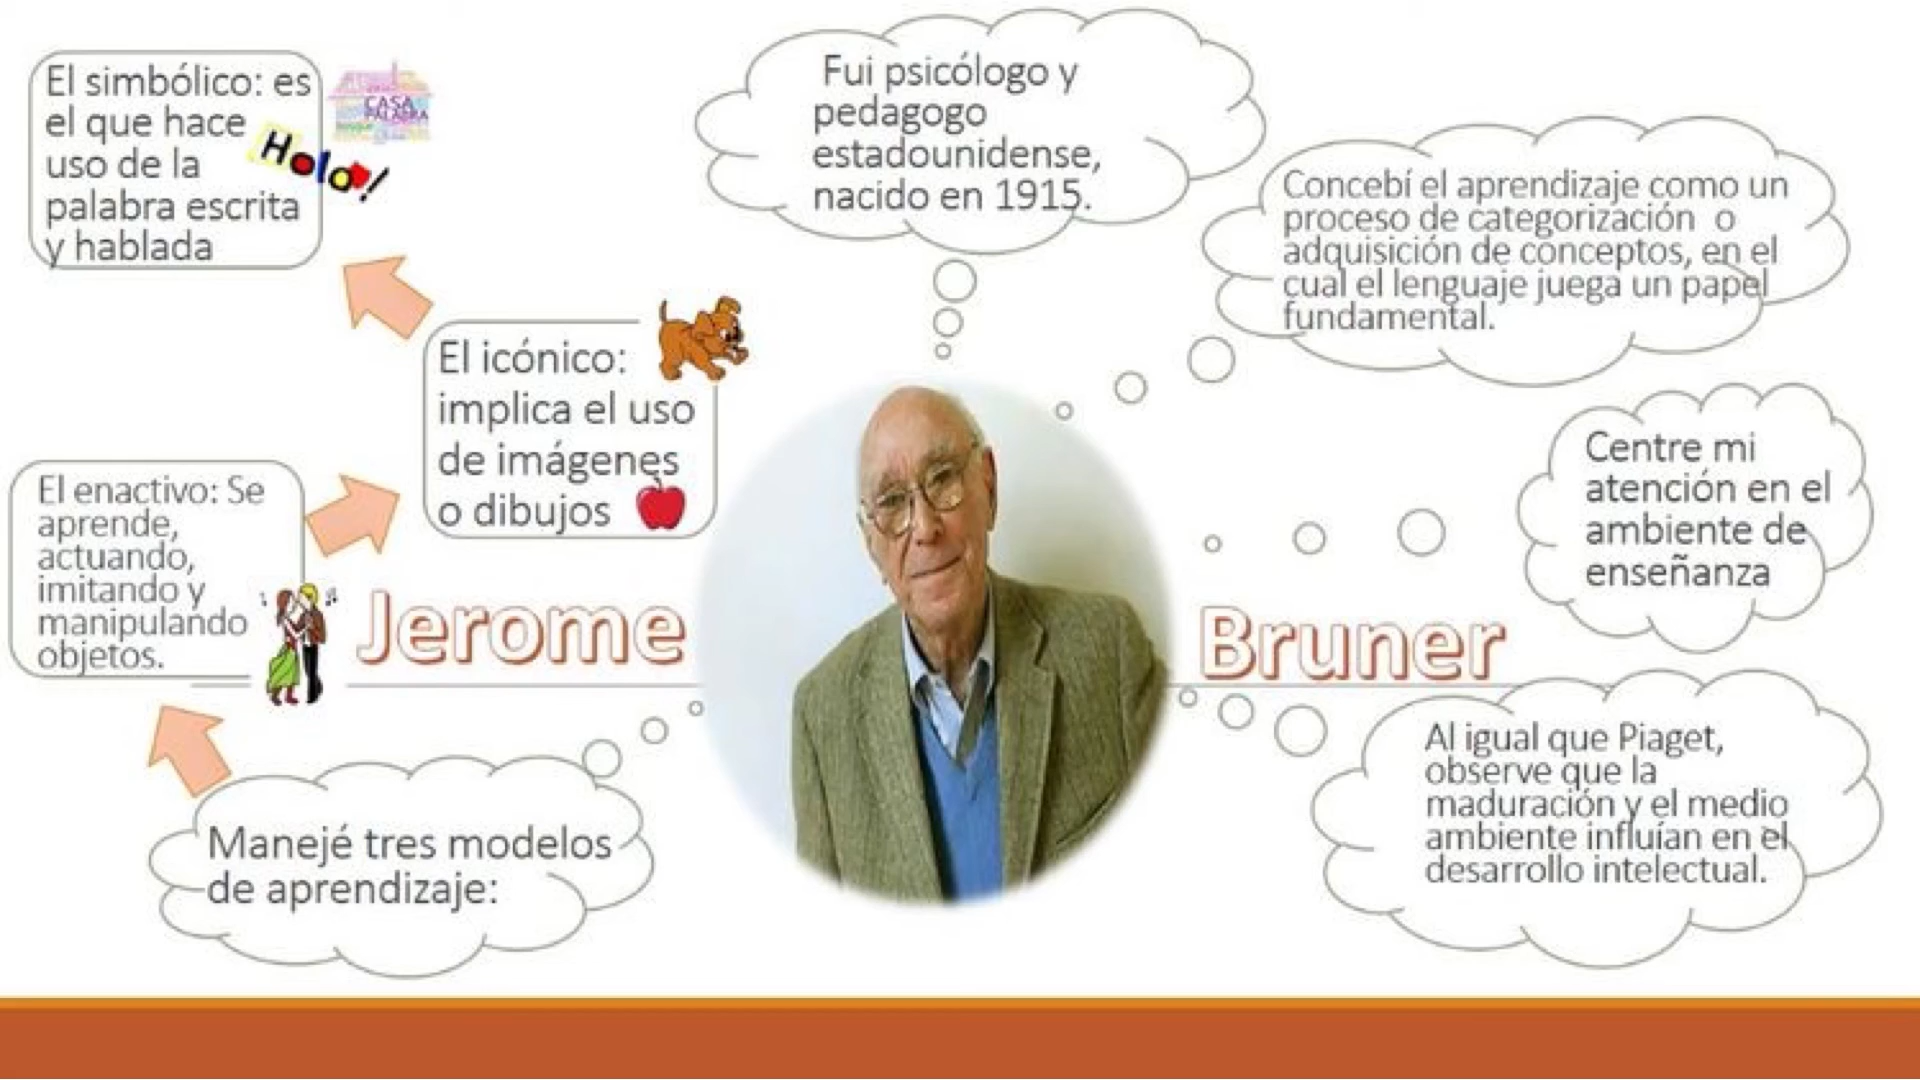 Fui psicólogo y
pedagogo
estadounidense,
nacido en 1915.
Concebí el aprendizaje como un
proceso de categorización o
adquisición de conceptos, en el
cual el lenguaje juega un papel
fundamental.
Centre mi
atención en el
ambiente de
enseñanza
Al igual que Piaget,
observe que la
maduración y el medio
ambiente influían en el
desarrollo intelectual.
Jerome Bruner
Manejé tres modelos
de aprendizaje:
El enactivo: Se
aprende,
actuando,
imitando y
manipulando
objetos.
El icónico:
implica el uso
de imágenes
o dibujos
El simbólico: es
el que hace
uso de la
palabra escrita
y hablada
Hola!
CASA
PALABRA